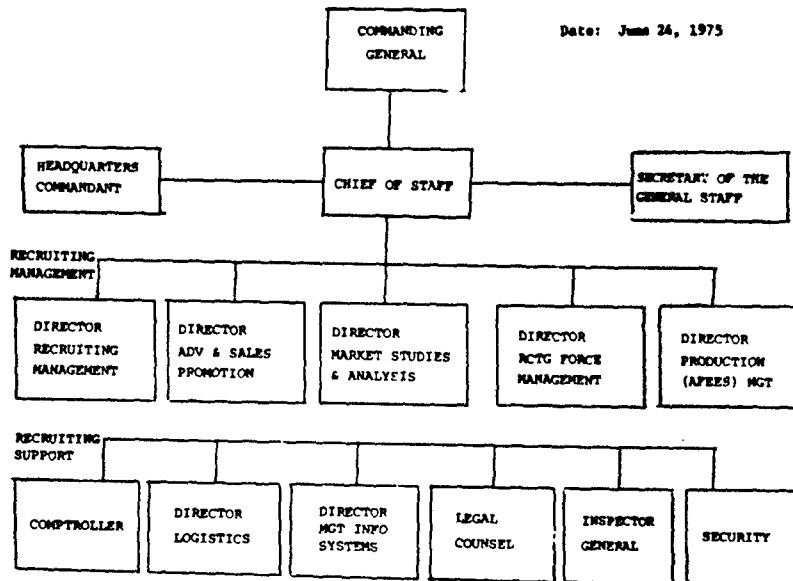 COMMANDING
GENERAL
Date: June 24, 1975
HEADQUARTERS
COMMANDANT
CHIEF OF STAFF
SECRETARY OF THE
GENERAL STAFF
RECRUITING
MANAGEMENT
DIRECTOR
RECRUITING
MANAGEMENT
DIRECTOR
ADV & SALES
PROMOTION
DIRECTOR
MARKET STUDIES
& ANALYSIS
DIRECTOR
RCTG FORCE
MANAGEMENT
DIRECTOR
PRODUCTION
(AFEES) MGT
RECRUITING
SUPPORT
COMPTROLLER
DIRECTOR
LOGISTICS
DIRECTOR
MGT INFO
SYSTEMS
LEGAL
COUNSEL
INSPECTOR
GENERAL
SECURITY